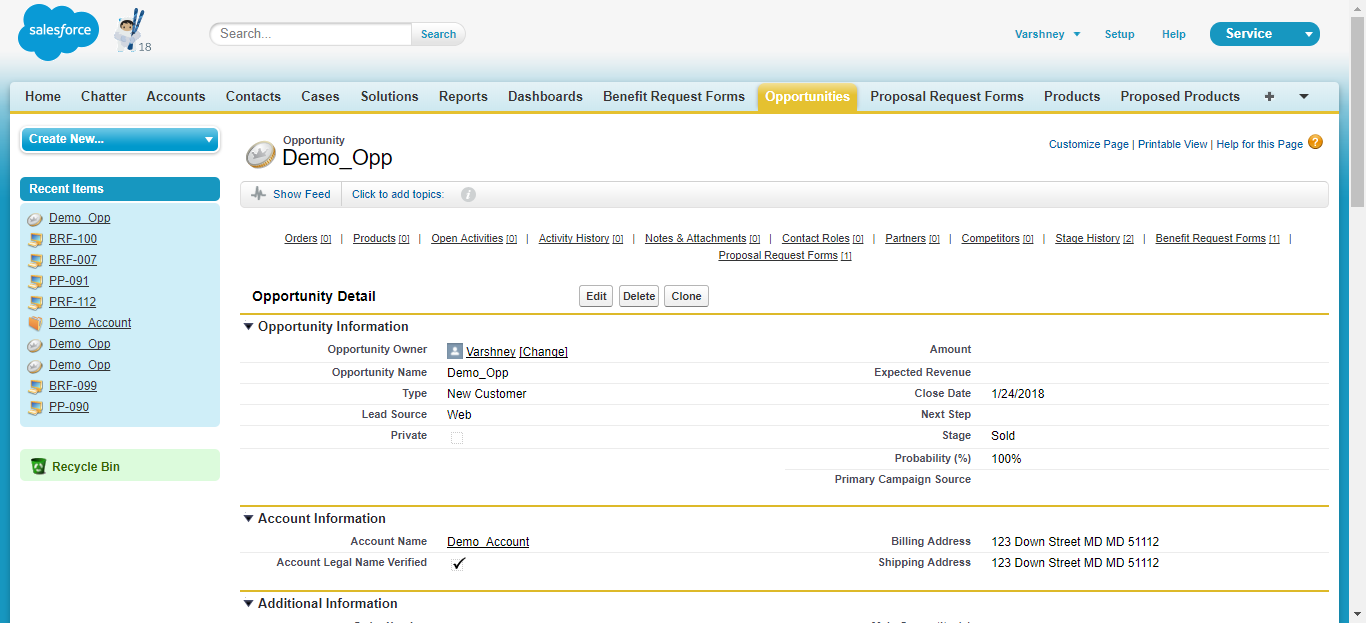 salesforce
18
Search...
Search
Varshney
Setup
Help
Service
Home Chatter Accounts Contacts Cases Solutions Reports Dashboards Benefit Request Forms Opportunities Proposal Request Forms Products Proposed Products +
Create New...
Recent Items
Demo_Opp
BRF-100
BRF-007
PP-091
PRF-112
Demo_Account
Demo_Opp
Demo_Opp
BRF-099
PP-090
Recycle Bin
Opportunity
Demo_Opp
Customize Page | Printable View | Help for this Page ?
Show Feed Click to add topics: i
Orders [0] | Products [0] | Open Activities [0] | Activity History [0] | Notes & Attachments [0] | Contact Roles [0] | Partners [0] | Competitors [0] | Stage History [2] | Benefit Request Forms [1] |
Proposal Request Forms [1]
Opportunity Detail Edit Delete Clone
Opportunity Information
Opportunity Owner Varshney [Change] Amount
Opportunity Name Demo_Opp Expected Revenue
Type New Customer Close Date 1/24/2018
Lead Source Web Next Step
Private Stage Sold
Probability (%) 100%
Primary Campaign Source
Account Information
Account Name Demo_Account Billing Address 123 Down Street MD MD 51112
Account Legal Name Verified Shipping Address 123 Down Street MD MD 51112
Additional Information